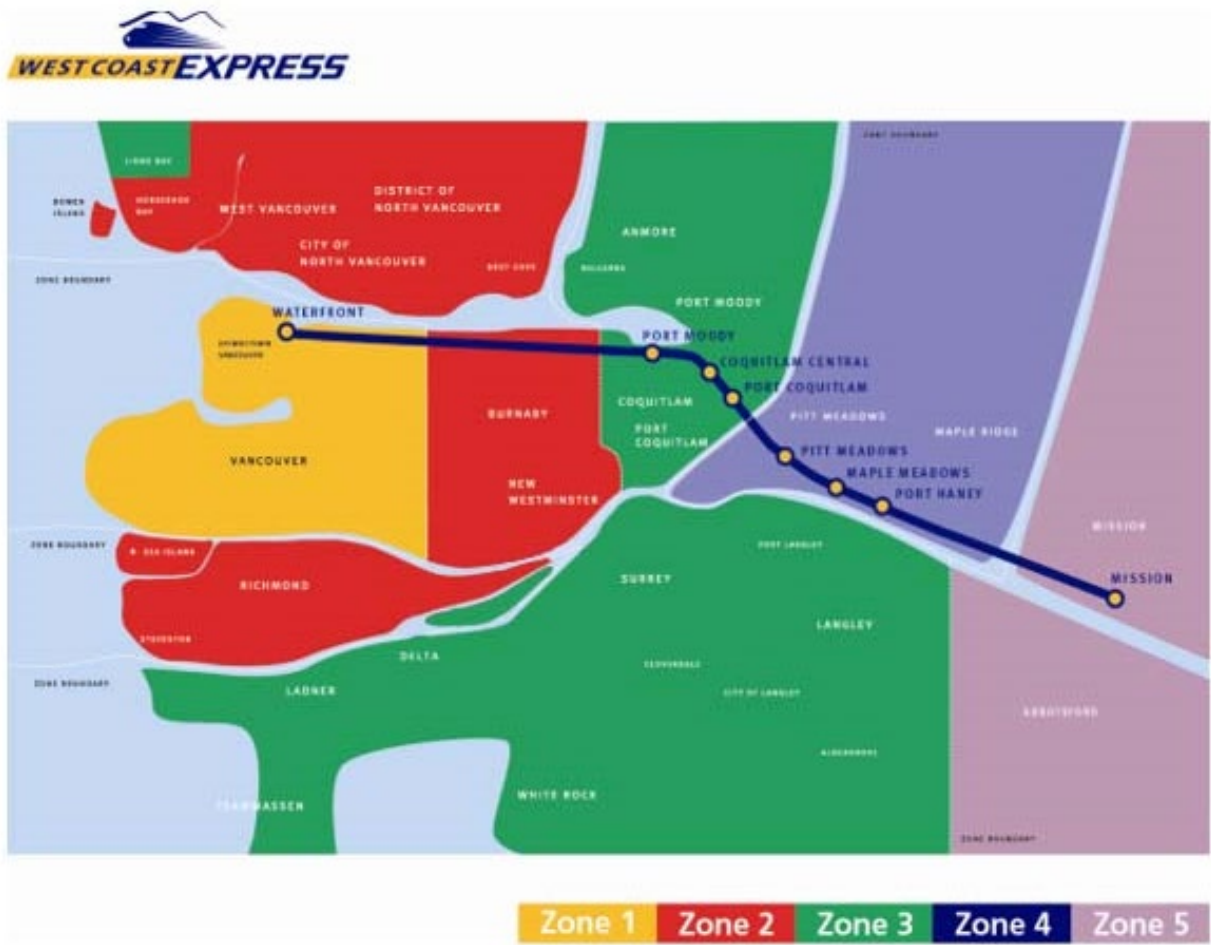 WEST COAST EXPRESS
LIONS BAY
BOWEN
ISLAND
HORSESHOE
BAY
WEST VANCOUVER
DISTRICT OF
NORTH VANCOUVER
CITY OF
NORTH VANCOUVER
DEEP COVE
ZONE BOUNDARY
ANMORE
BELCARRA
PORT MOODY
ZONE BOUNDARY
WATERFRONT
DOWNTOWN
VANCOUVER
PORT MOODY
COQUITLAM CENTRAL
PORT COQUITLAM
COQUITLAM
PORT
COQUITLAM
BURNABY
PITT MEADOWS
MAPLE RIDGE
VANCOUVER
PITT MEADOWS
MAPLE MEADOWS
PORT HANEY
NEW
WESTMINSTER
MISSION
ZONE BOUNDARY
SEA ISLAND
FORT LANGLEY
RICHMOND
SURREY
MISSION
LANGLEY
STEVESTON
DELTA
CLOVERDALE
ZONE BOUNDARY
LADNER
CITY OF LANGLEY
ABBOTSFORD
ALDERGROVE
TSAWWASSEN
WHITE ROCK
ZONE BOUNDARY
Zone 1 Zone 2 Zone 3 Zone 4 Zone 5